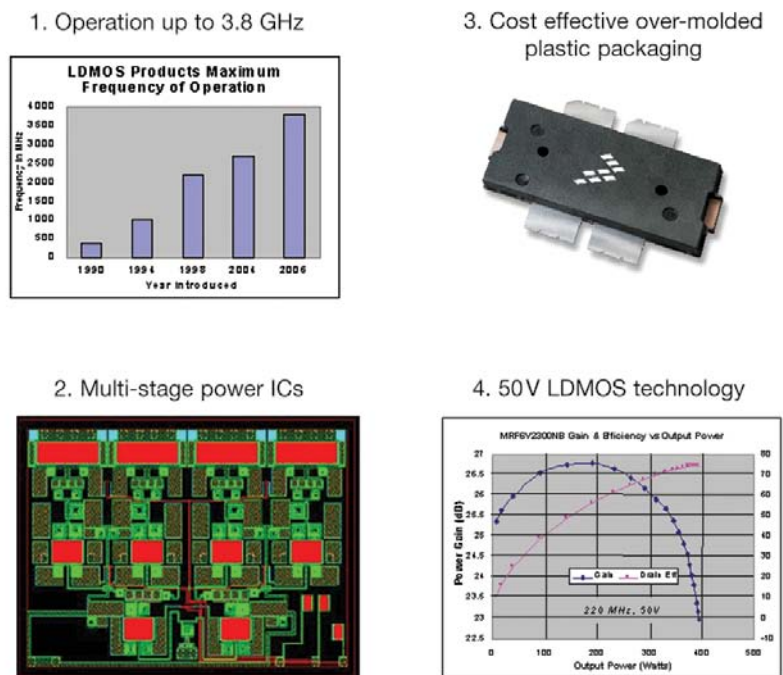 1. Operation up to 3.8 GHz
LDMOS Products Maximum
Frequency of Operation
Frequency in MHz
4000
3500
3000
2500
2000
1500
1000
500
0
1990
1994
1998
2004
2006
Year Introduced
3. Cost effective over-molded
plastic packaging
2. Multi-stage power ICs
4. 50V LDMOS technology
MRF6V2300NB Gain & Efficiency vs Output Power
Power Gain (dB)
27
26.5
26
25.5
25
24.5
24
23.5
23
22.5
80
70
60
50
40
30
20
10
0
-10
Gain
Drain Eff
220 MHz, 50V
0
100
200
300
400
500
Output Power (Watts)